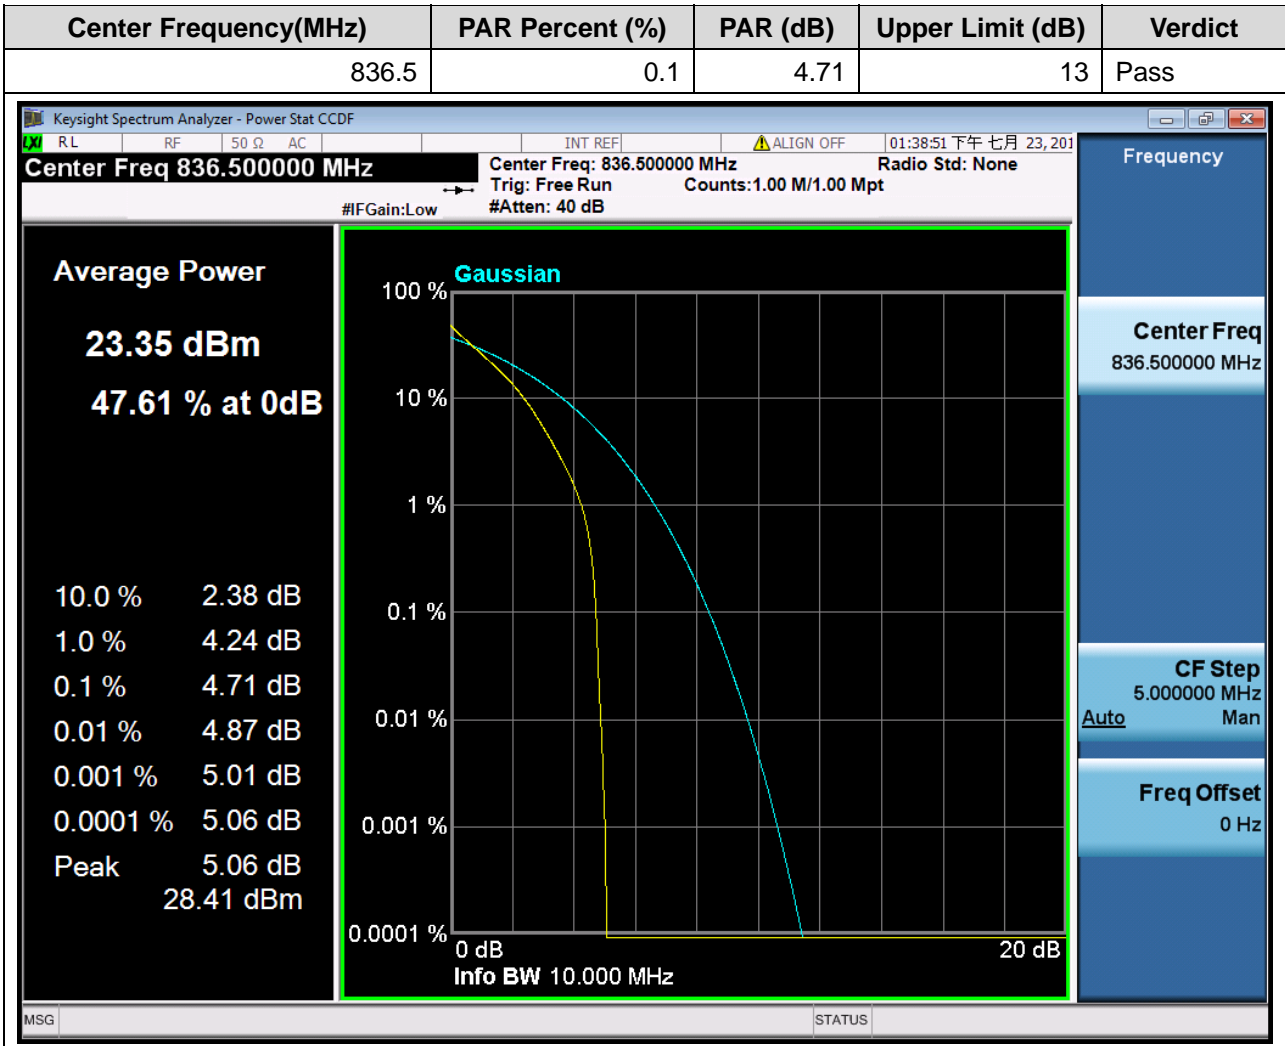 Center Frequency(MHz) PAR Percent (%) PAR (dB) Upper Limit (dB) Verdict
836.5 0.1 4.71 13 Pass
Keysight Spectrum Analyzer - Power Stat CCDF
LXI RL RF 50 Ω AC INT REF ALIGN OFF 01:38:51 下午 七月 23, 201
Center Freq 836.500000 MHz
Center Freq: 836.500000 MHz Radio Std: None
Trig: Free Run Counts:1.00 M/1.00 Mpt
#IFGain:Low #Atten: 40 dB
Average Power
23.35 dBm
47.61 % at 0dB
10.0 % 2.38 dB
1.0 % 4.24 dB
0.1 % 4.71 dB
0.01 % 4.87 dB
0.001 % 5.01 dB
0.0001 % 5.06 dB
Peak 5.06 dB
28.41 dBm
Gaussian
100 %
10 %
1 %
0.1 %
0.01 %
0.001 %
0.0001 %
0 dB 20 dB
Info BW 10.000 MHz
Frequency
Center Freq
836.500000 MHz
CF Step
5.000000 MHz
Auto Man
Freq Offset
0 Hz
MSG STATUS